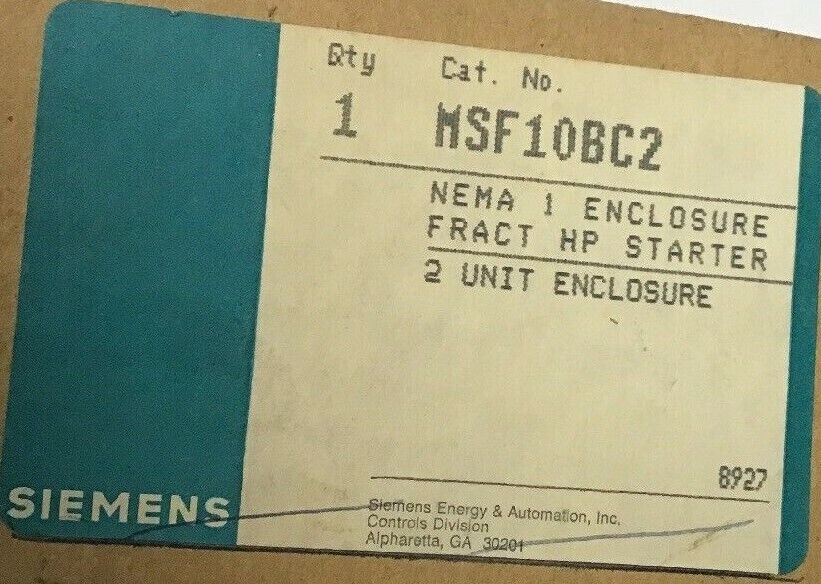 Qty Cat. No.
1 MSF10BC2
NEMA 1 ENCLOSURE
FRACT HP STARTER
2 UNIT ENCLOSURE
8927
SIEMENS
Siemens Energy & Automation, Inc.
Controls Division
Alpharetta, GA 30201